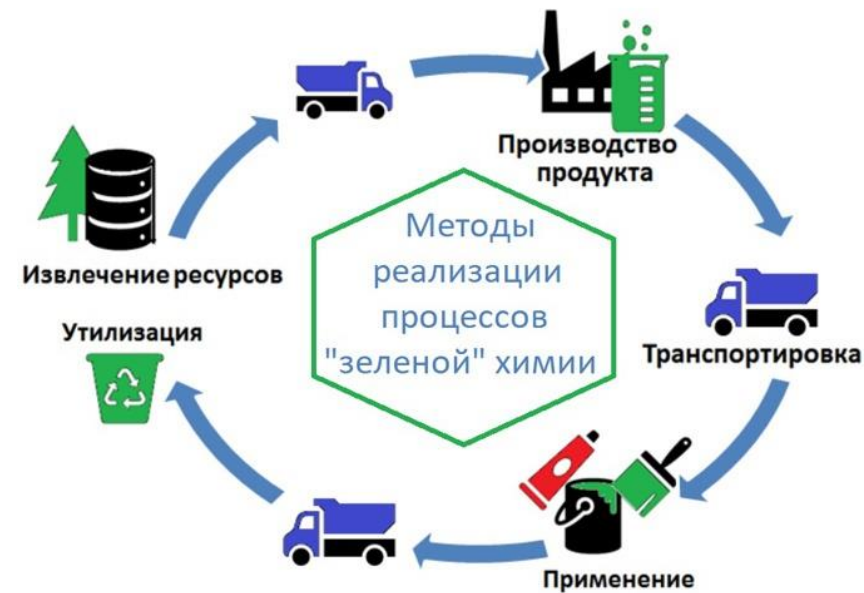 Производство
продукта
Методы
реализации
процессов
"зеленой" химии
Извлечение ресурсов
Утилизация
Транспортировка
Применение